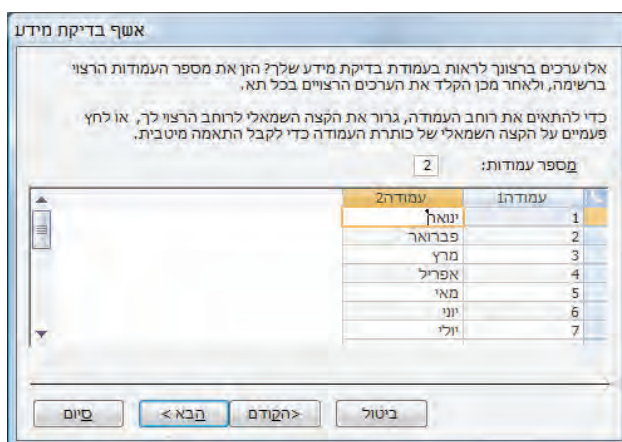 אשף בדיקת מידע
אלו ערכים ברצונך לראות בעמודת בדיקת מידע שלך? הזן את מספר העמודות הרצוי
ברשימה, ולאחר מכן הקלד את הערכים הרצויים בכל תא.
כדי להתאים את רוחב העמודה, גרור את הקצה השמאלי לרוחב הרצוי לך, או לחץ
פעמיים על הקצה השמאלי של כותרת העמודה כדי לקבל התאמה מיטבית.
מספר עמודות: 2
עמודה1 עמודה2
1 ינואר
2 פברואר
3 מרץ
4 אפריל
5 מאי
6 יוני
7 יולי
ביטול <הקודם הבא > סיום